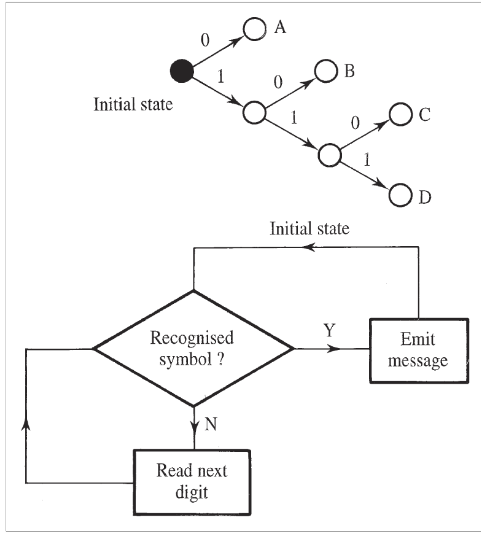 0
A
1
0
B
Initial state
1
0
C
1
D
Initial state
Recognised
symbol ?
Y
Emit
message
N
Read next
digit